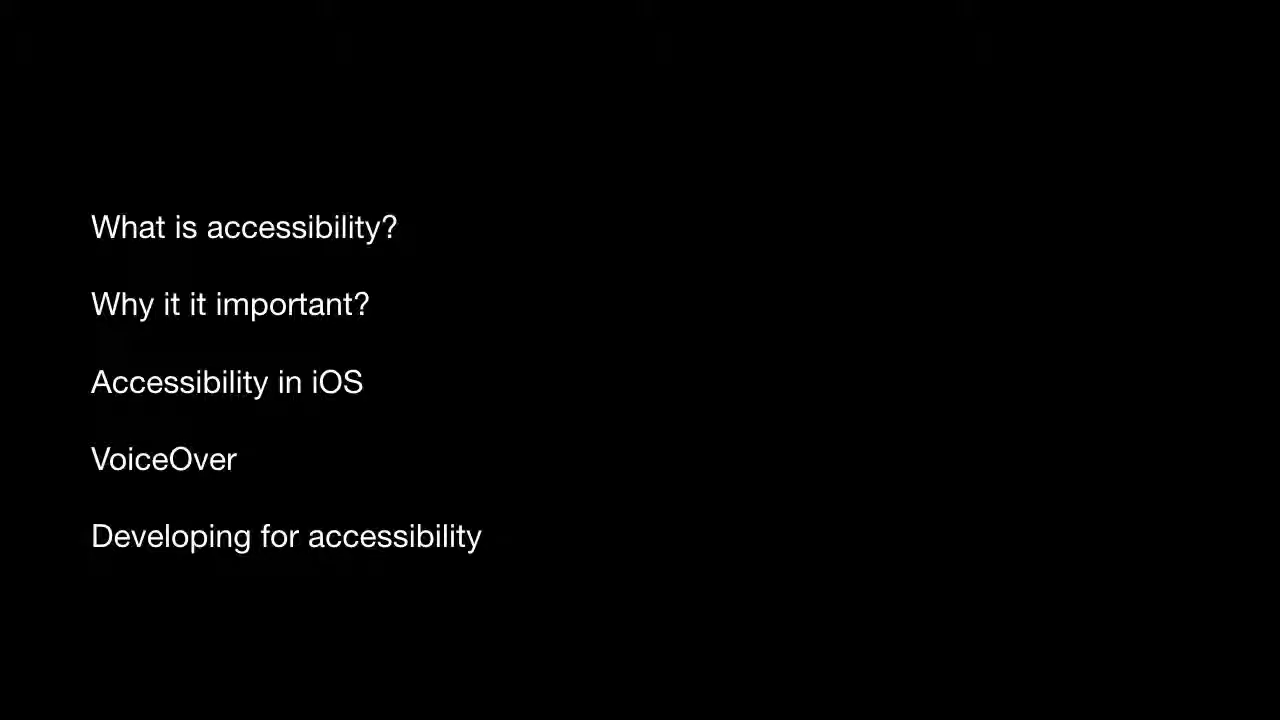 What is accessibility?
Why it it important?
Accessibility in iOS
VoiceOver
Developing for accessibility